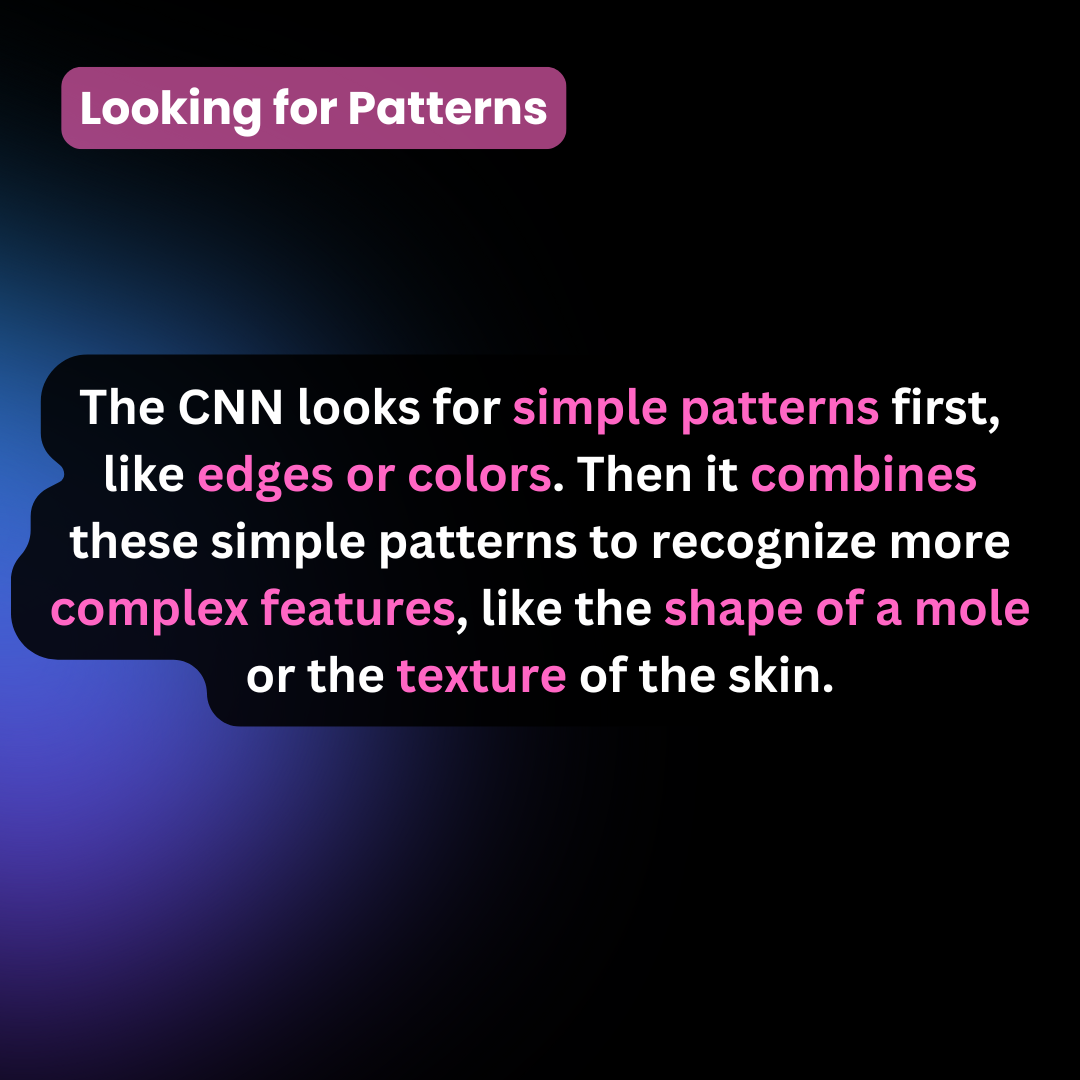 Looking for Patterns
The CNN looks for simple patterns first,
like edges or colors. Then it combines
these simple patterns to recognize more
complex features, like the shape of a mole
or the texture of the skin.